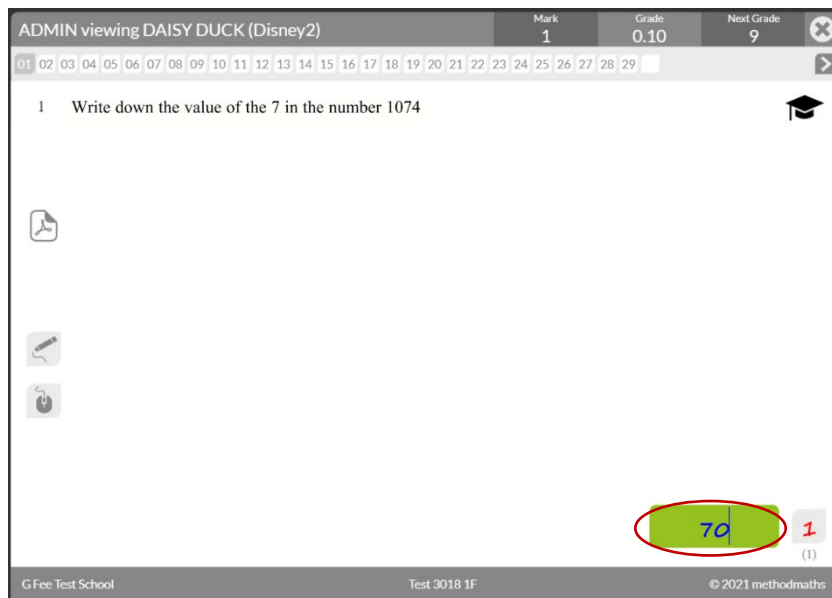 ADMIN viewing DAISY DUCK (Disney2) Mark 1 Grade 0.10 Next Grade 9
01 02 03 04 05 06 07 08 09 10 11 12 13 14 15 16 17 18 19 20 21 22 23 24 25 26 27 28 29
1 Write down the value of the 7 in the number 1074
70 1
(1)
G Fee Test School Test 3018 1F © 2021 methodmaths